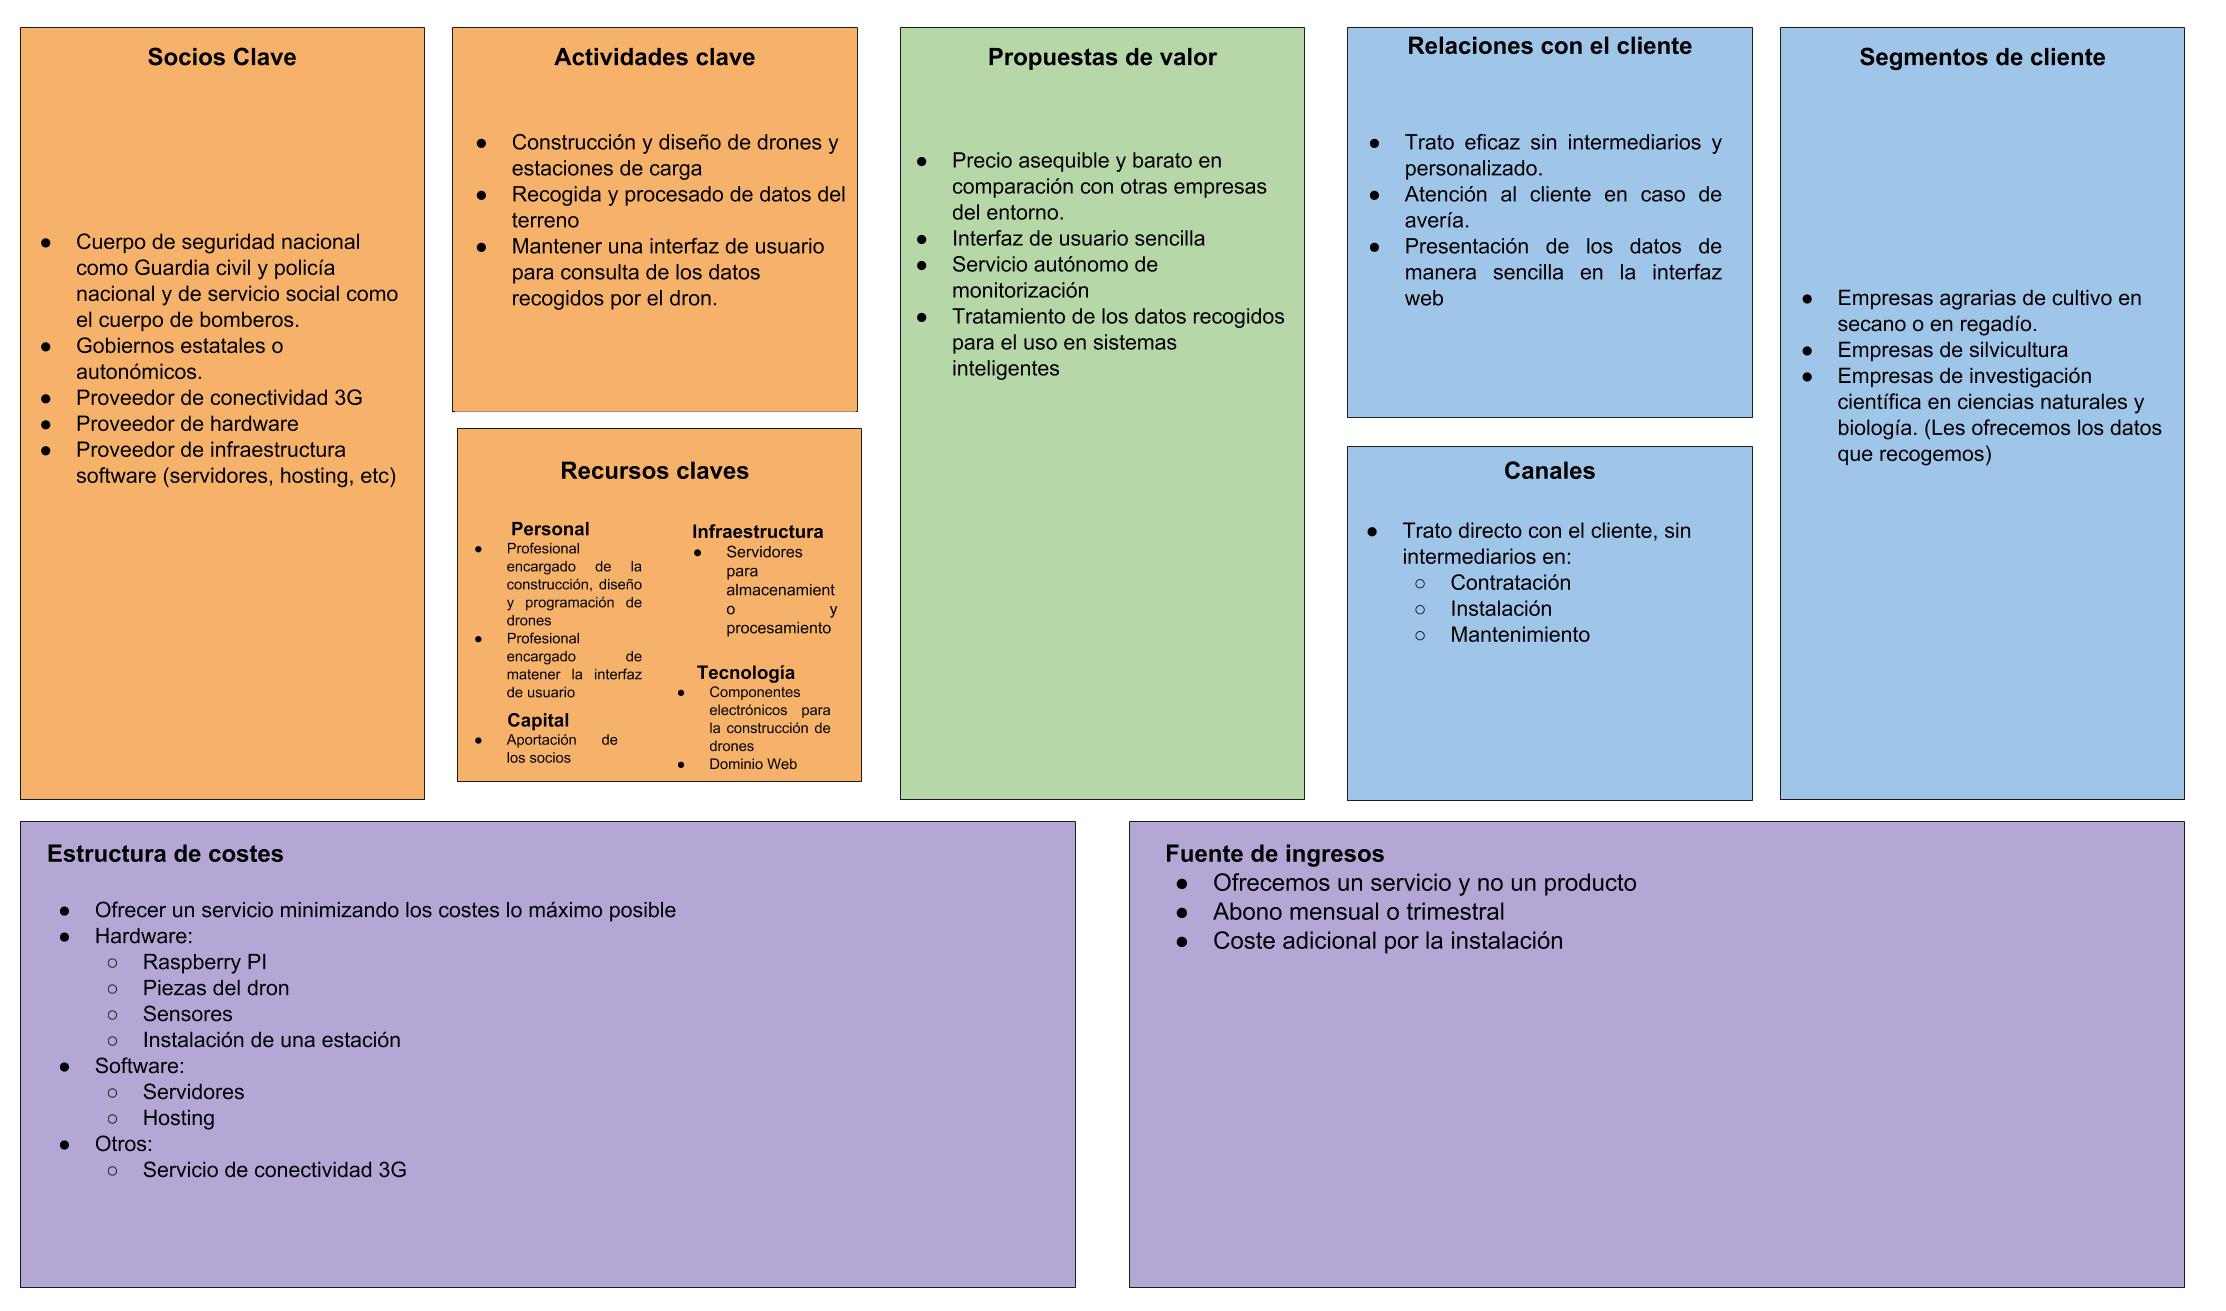 Socios Clave
● Cuerpo de seguridad nacional
como Guardia civil y policía
nacional y de servicio social como
el cuerpo de bomberos.
● Gobiernos estatales o
autonómicos.
● Proveedor de conectividad 3G
● Proveedor de hardware
● Proveedor de infraestructura
software (servidores, hosting, etc)
Actividades clave
● Construcción y diseño de drones y
estaciones de carga
● Recogida y procesado de datos del
terreno
● Mantener una interfaz de usuario
para consulta de los datos
recogidos por el dron.
Recursos claves
Personal
● Profesional
encargado de la
construcción, diseño
y programación de
drones
● Profesional
encargado de
matener la interfaz
de usuario
Capital
● Aportación de
los socios
Infraestructura
● Servidores
para
almacenamient
o y
procesamiento
Tecnología
● Componentes
electrónicos para
la construcción de
drones
● Dominio Web
Propuestas de valor
● Precio asequible y barato en
comparación con otras empresas
del entorno.
● Interfaz de usuario sencilla
● Servicio autónomo de
monitorización
● Tratamiento de los datos recogidos
para el uso en sistemas
inteligentes
Relaciones con el cliente
● Trato eficaz sin intermediarios y
personalizado.
● Atención al cliente en caso de
avería.
● Presentación de los datos de
manera sencilla en la interfaz
web
Canales
● Trato directo con el cliente, sin
intermediarios en:
○ Contratación
○ Instalación
○ Mantenimiento
Segmentos de cliente
● Empresas agrarias de cultivo en
secano o en regadío.
● Empresas de silvicultura
● Empresas de investigación
científica en ciencias naturales y
biología. (Les ofrecemos los datos
que recogemos)
Estructura de costes
● Ofrecer un servicio minimizando los costes lo máximo posible
● Hardware:
○ Raspberry PI
○ Piezas del dron
○ Sensores
○ Instalación de una estación
● Software:
○ Servidores
○ Hosting
● Otros:
○ Servicio de conectividad 3G
Fuente de ingresos
● Ofrecemos un servicio y no un producto
● Abono mensual o trimestral
● Coste adicional por la instalación